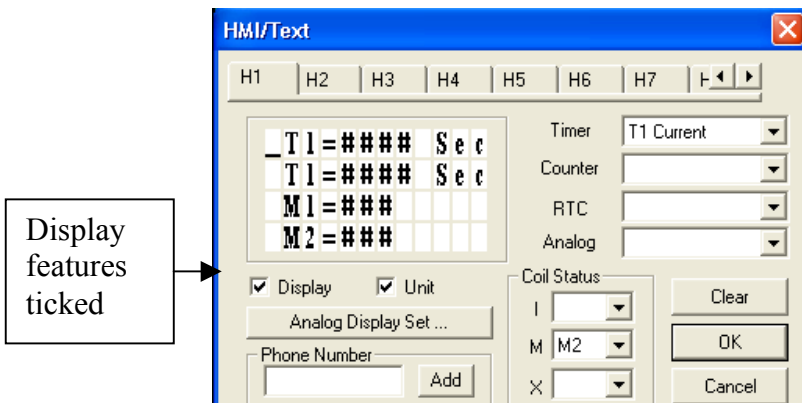 HMI/Text
H1 H2 H3 H4 H5 H6 H7
_T1=#### Sec
T1=#### Sec
M1=###
M2=###
Timer T1 Current
Counter
RTC
Analog
Display features ticked
Display Unit
Analog Display Set ...
Phone Number
Add
Coil Status
I
M M2
X
Clear
OK
Cancel